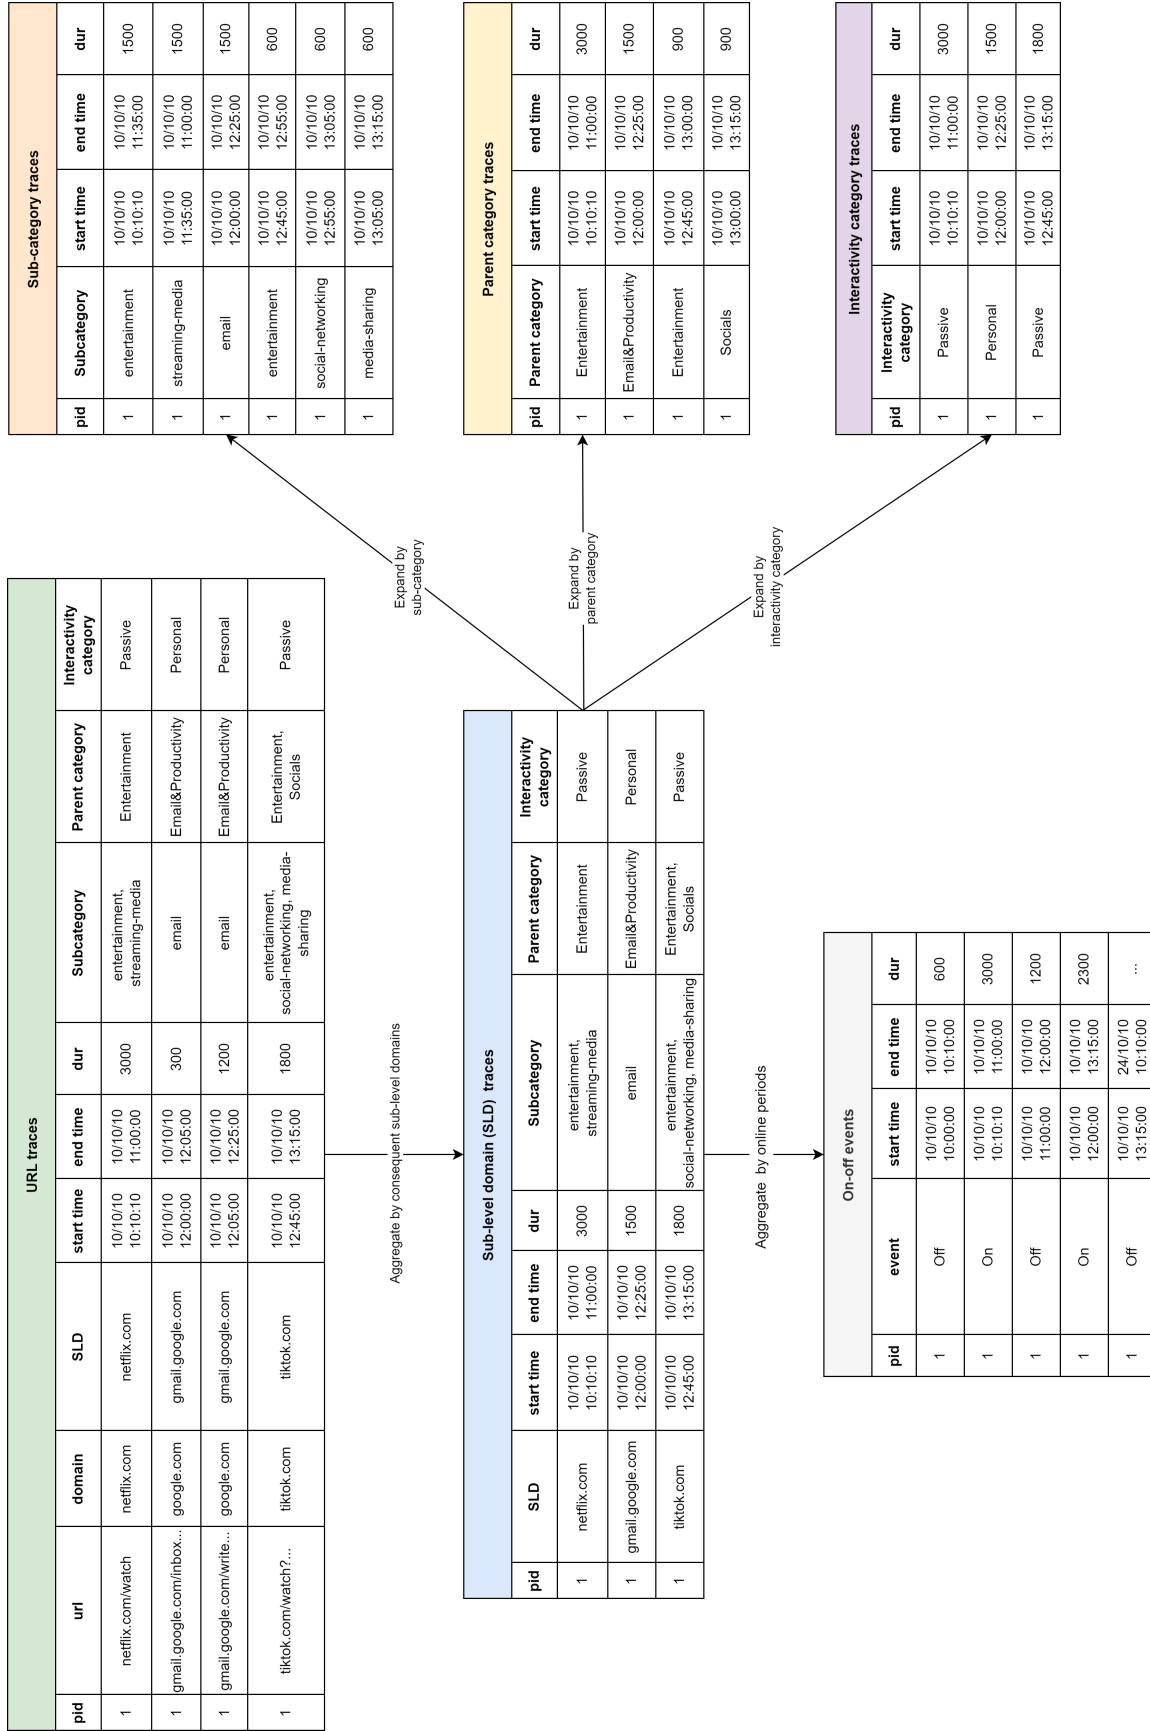 URL traces
pid url domain SLD start time end time dur Subcategory Parent category Interactivity
category
1 netflix.com/watch netflix.com netflix.com 10/10/10
10:10:10 10/10/10
11:00:00 3000 entertainment,
streaming-media Entertainment Passive
1 gmail.google.com/inbox... google.com gmail.google.com 10/10/10
12:00:00 10/10/10
12:05:00 300 email Email&Productivity Personal
1 gmail.google.com/write... google.com gmail.google.com 10/10/10
12:05:00 10/10/10
12:25:00 1200 email Email&Productivity Personal
1 tiktok.com/watch?... tiktok.com tiktok.com 10/10/10
12:45:00 10/10/10
13:15:00 1800 entertainment,
social-networking, media-
sharing Entertainment,
Socials Passive
Aggregate by consequent sub-level domains
Sub-level domain (SLD) traces
pid SLD start time end time dur Subcategory Parent category Interactivity
category
1 netflix.com 10/10/10
10:10:10 10/10/10
11:00:00 3000 entertainment,
streaming-media Entertainment Passive
1 gmail.google.com 10/10/10
12:00:00 10/10/10
12:25:00 1500 email Email&Productivity Personal
1 tiktok.com 10/10/10
12:45:00 10/10/10
13:15:00 1800 entertainment,
social-networking, media-sharing Entertainment,
Socials Passive
Aggregate by online periods
On-off events
pid event start time end time dur
1 Off 10/10/10
10:00:00 10/10/10
10:10:00 600
1 On 10/10/10
10:10:10 10/10/10
11:00:00 3000
1 Off 10/10/10
11:00:00 10/10/10
12:00:00 1200
1 On 10/10/10
12:00:00 10/10/10
13:15:00 2300
1 Off 10/10/10
13:15:00 24/10/10
10:10:00 ...
Expand by
sub-category
Expand by
parent category
Expand by
interactivity category
Sub-category traces
pid Subcategory start time end time dur
1 entertainment 10/10/10
10:10:10 10/10/10
11:35:00 1500
1 streaming-media 10/10/10
11:35:00 10/10/10
11:00:00 1500
1 email 10/10/10
12:00:00 10/10/10
12:25:00 1500
1 entertainment 10/10/10
12:45:00 10/10/10
12:55:00 600
1 social-networking 10/10/10
12:55:00 10/10/10
13:05:00 600
1 media-sharing 10/10/10
13:05:00 10/10/10
13:15:00 600
Parent category traces
pid Parent category start time end time dur
1 Entertainment 10/10/10
10:10:10 10/10/10
11:00:00 3000
1 Email&Productivity 10/10/10
12:00:00 10/10/10
12:25:00 1500
1 Entertainment 10/10/10
12:45:00 10/10/10
13:00:00 900
1 Socials 10/10/10
13:00:00 10/10/10
13:15:00 900
Interactivity category traces
pid Interactivity
category start time end time dur
1 Passive 10/10/10
10:10:10 10/10/10
11:00:00 3000
1 Personal 10/10/10
12:00:00 10/10/10
12:25:00 1500
1 Passive 10/10/10
12:45:00 10/10/10
13:15:00 1800